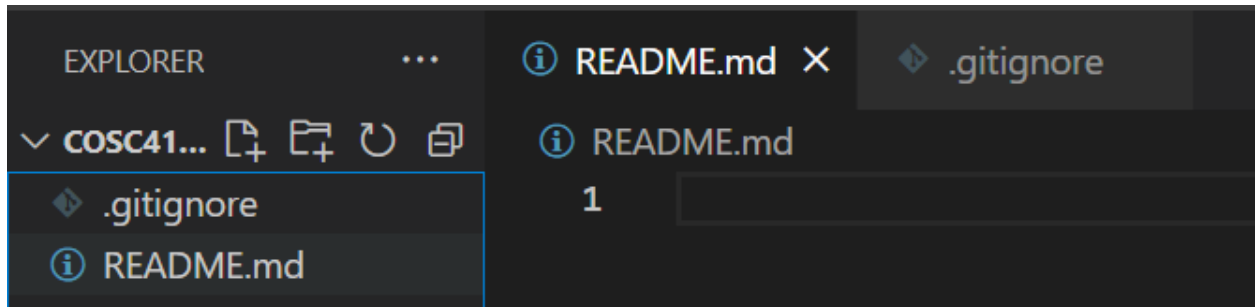 EXPLORER
COSC41...
.gitignore
README.md
README.md
.gitignore
README.md
1